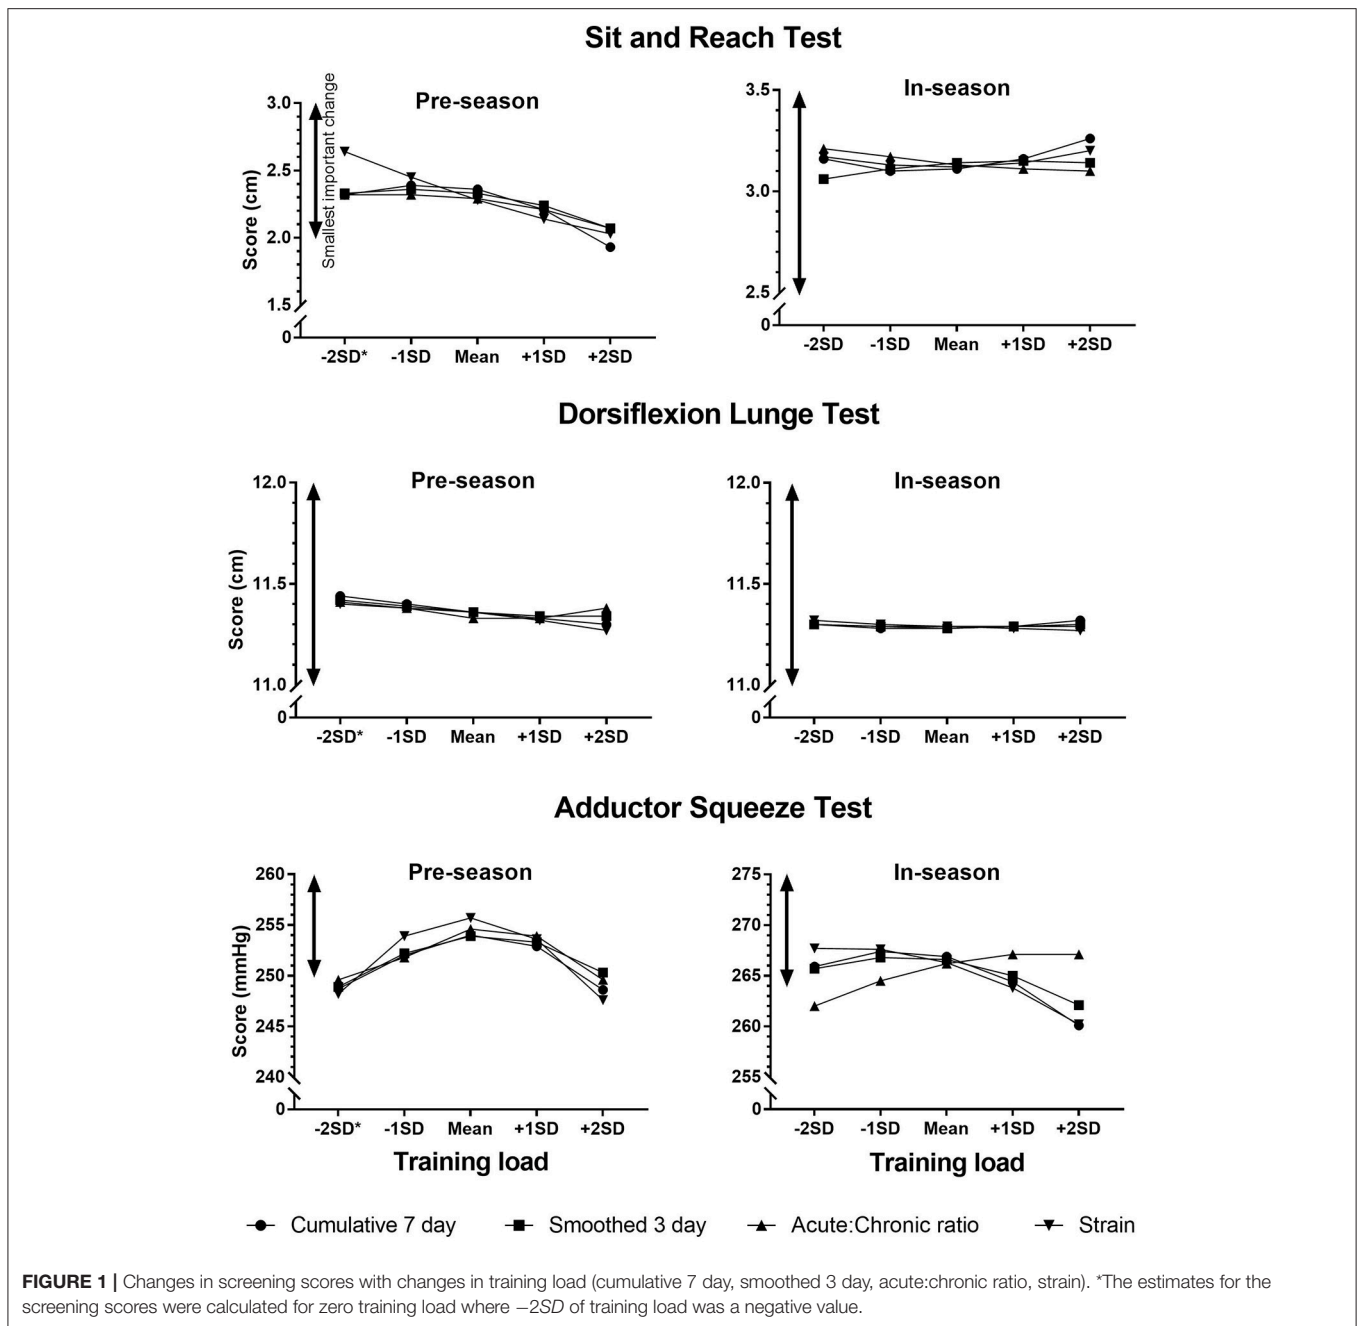 Sit and Reach Test
Pre-season
Score (cm)
3.0
2.5
2.0
1.5
0
Smallest important change
-2SD* -1SD Mean +1SD +2SD
In-season
3.5
3.0
2.5
0
-2SD -1SD Mean +1SD +2SD
Dorsiflexion Lunge Test
Pre-season
Score (cm)
12.0
11.5
11.0
0
-2SD* -1SD Mean +1SD +2SD
In-season
12.0
11.5
11.0
0
-2SD -1SD Mean +1SD +2SD
Adductor Squeeze Test
Pre-season
Score (mmHg)
260
255
250
245
240
0
-2SD* -1SD Mean +1SD +2SD
Training load
In-season
275
270
265
260
255
0
-2SD -1SD Mean +1SD +2SD
Training load
Cumulative 7 day Smoothed 3 day Acute:Chronic ratio Strain
FIGURE 1 | Changes in screening scores with changes in training load (cumulative 7 day, smoothed 3 day, acute:chronic ratio, strain). *The estimates for the
screening scores were calculated for zero training load where −2SD of training load was a negative value.